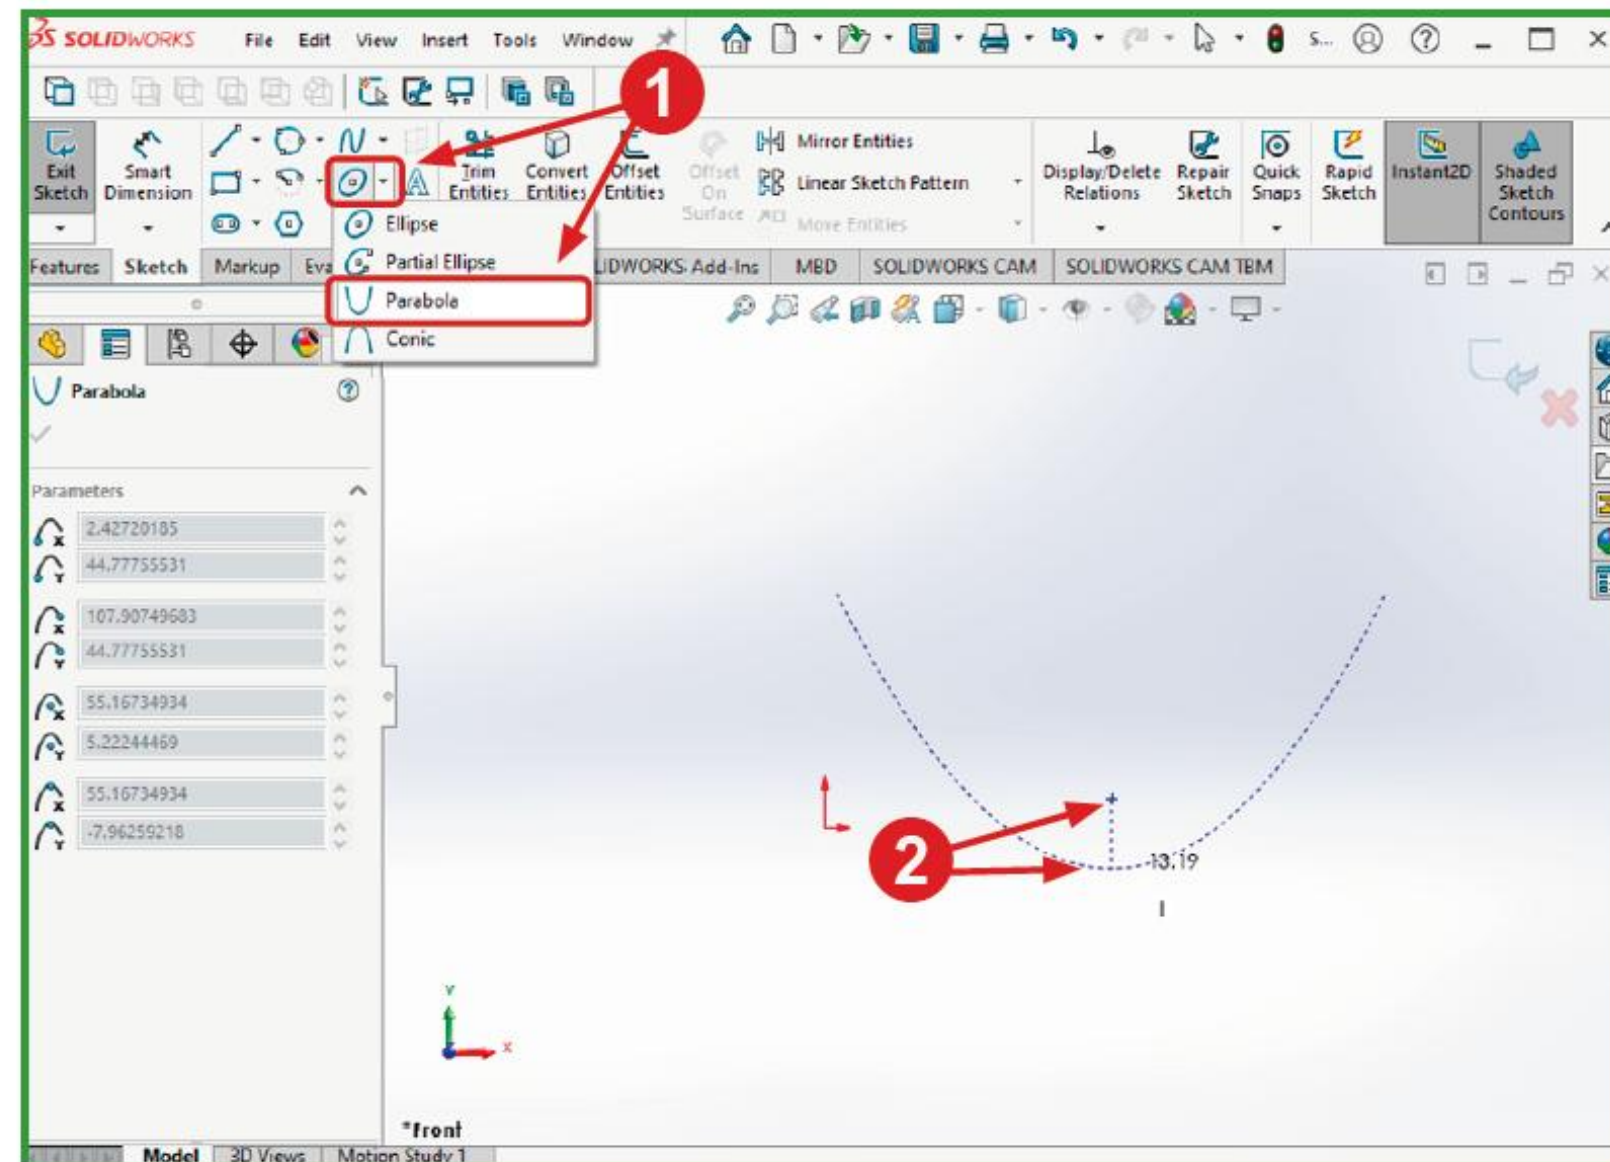 SOLIDWORKS File Edit View Insert Tools Window S...
1
Exit Sketch
Smart Dimension
Trim Entities
Convert Entities
Offset Entities
Offset On Surface
Mirror Entities
Linear Sketch Pattern
Move Entities
Display/Delete Relations
Repair Sketch
Quick Snaps
Rapid Sketch
Instant2D
Shaded Sketch Contours
Ellipse
Partial Ellipse
Parabola
Conic
Features Sketch Markup Eva LIDWORKS Add-Ins MBD SOLIDWORKS CAM SOLIDWORKS CAM TBM
Parabola
Parameters
2.42720185
44.77755531
107.90749683
44.77755531
55.16734934
5.22244469
55.16734934
-7.96259218
2
13.19
Y
X
*Front
Model 3D Views Motion Study 1